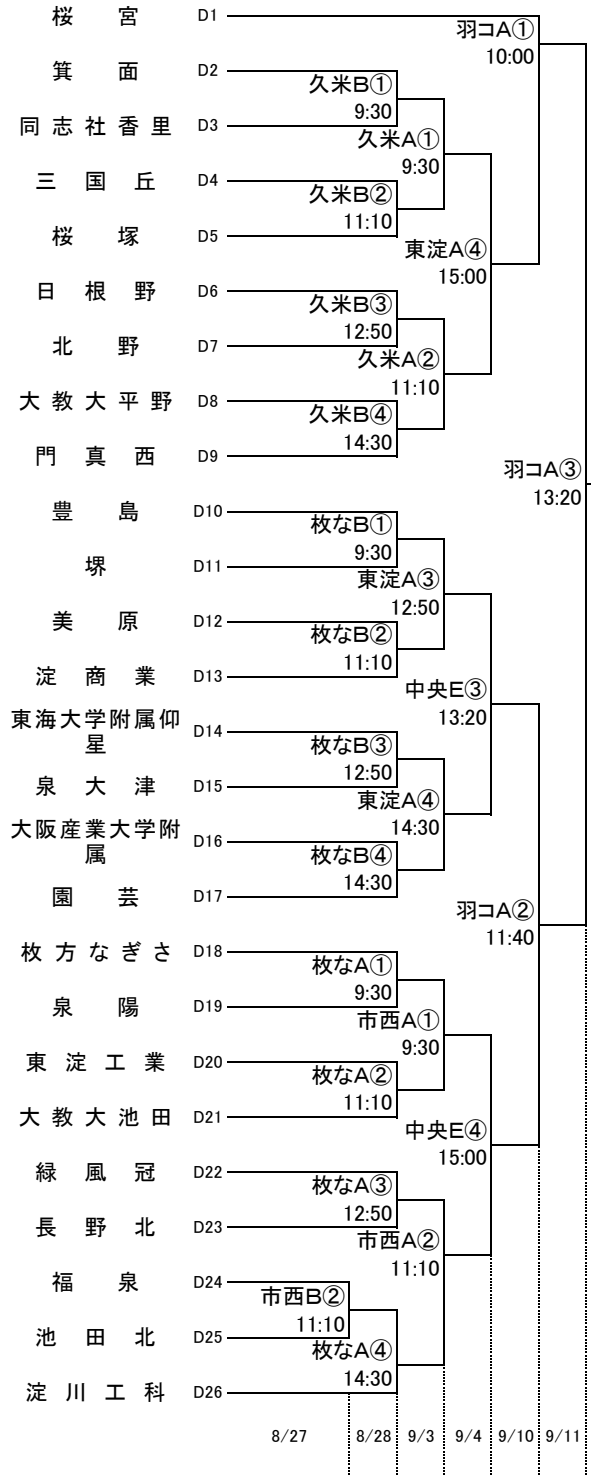 桜宮 D1
羽コA①
10:00
箕面 D2
久米B①
9:30
同志社香里 D3
久米A①
9:30
三国丘 D4
久米B②
11:10
桜塚 D5
東淀A④
15:00
日根野 D6
久米B③
12:50
北野 D7
久米A②
11:10
大教大平野 D8
久米B④
14:30
門真西 D9
羽コA③
13:20
豊島 D10
枚なB①
9:30
堺 D11
東淀A③
12:50
美原 D12
枚なB②
11:10
淀商業 D13
中央E③
13:20
東海大学附属仰
星
D14
枚なB③
12:50
泉大津 D15
東淀A④
14:30
大阪産業大学附
属
D16
枚なB④
14:30
園芸 D17
羽コA②
11:40
枚方なぎさ D18
枚なA①
9:30
泉陽 D19
市西A①
9:30
東淀工業 D20
枚なA②
11:10
大教大池田 D21
中央E④
15:00
緑風冠 D22
枚なA③
12:50
長野北 D23
市西A②
11:10
福泉 D24
市西B②
11:10
池田北 D25
枚なA④
14:30
淀川工科 D26
8/27 8/28 9/3 9/4 9/10 9/11